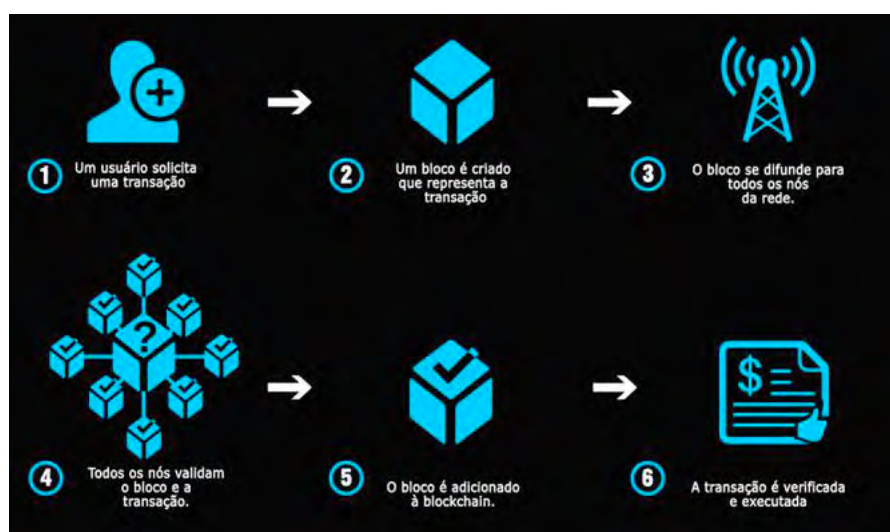 1
Um usuário solicita
uma transação
2
Um bloco é criado
que representa a
transação
3
O bloco se difunde para
todos os nós
da rede.
?
4
Todos os nós validam
o bloco e a
transação.
5
O bloco é adicionado
à blockchain.
$
6
A transação é verificada
e executada